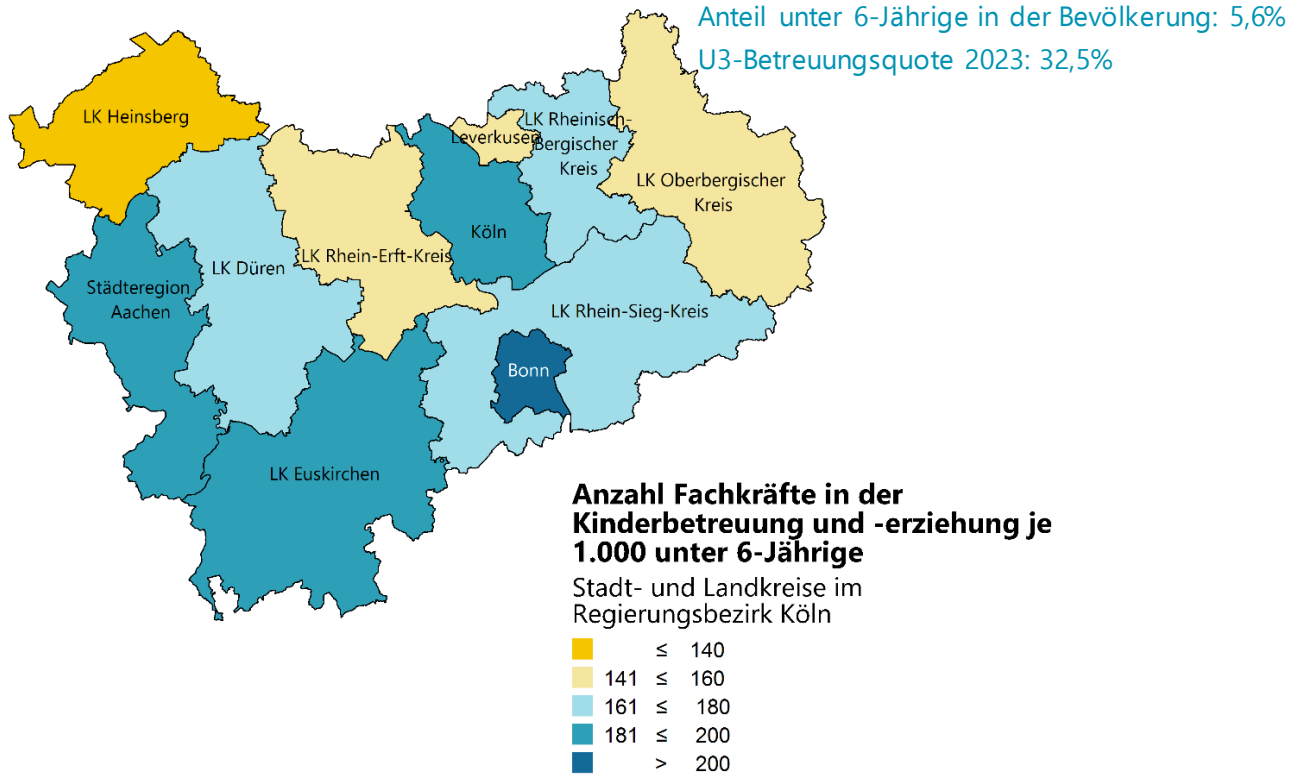 Anteil unter 6-Jährige in der Bevölkerung: 5,6%
U3-Betreuungsquote 2023: 32,5%
LK Heinsberg
LK Rheinisch-
Bergischer
Kreis
Leverkusen
LK Oberbergischer
Kreis
Köln
LK Rhein-Erft-Kreis
LK Düren
Städteregion
Aachen
LK Rhein-Sieg-Kreis
Bonn
LK Euskirchen
Anzahl Fachkräfte in der
Kinderbetreuung und -erziehung je
1.000 unter 6-Jährige
Stadt- und Landkreise im
Regierungsbezirk Köln
≤ 140
141 ≤ 160
161 ≤ 180
181 ≤ 200
> 200